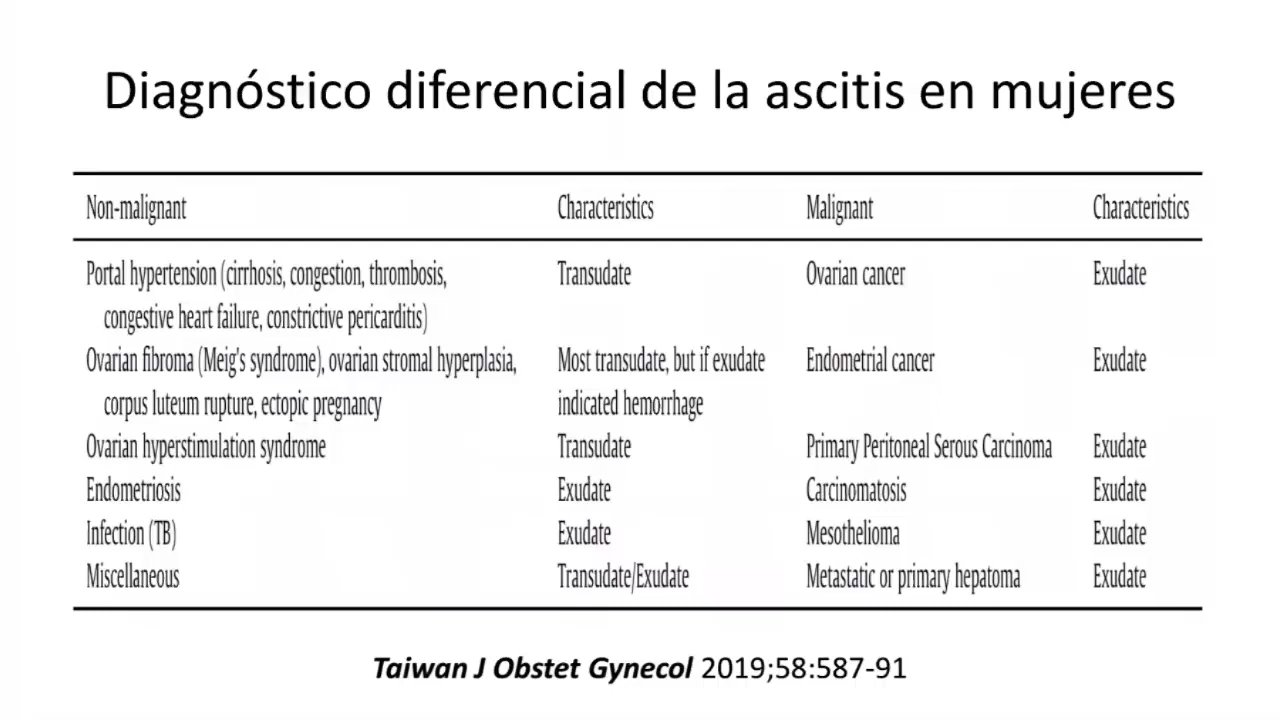 Diagnóstico diferencial de la ascitis en mujeres
Non-malignant Characteristics Malignant Characteristics
Portal hypertension (cirrhosis, congestion, thrombosis, Transudate Ovarian cancer Exudate
congestive heart failure, constrictive pericarditis)
Ovarian fibroma (Meig's syndrome), ovarian stromal hyperplasia, Most transudate, but if exudate Endometrial cancer Exudate
corpus luteum rupture, ectopic pregnancy indicated hemorrhage
Ovarian hyperstimulation syndrome Transudate Primary Peritoneal Serous Carcinoma Exudate
Endometriosis Exudate Carcinomatosis Exudate
Infection (TB) Exudate Mesothelioma Exudate
Miscellaneous Transudate/Exudate Metastatic or primary hepatoma Exudate
Taiwan J Obstet Gynecol 2019;58:587-91